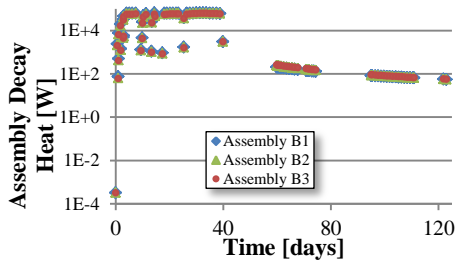 Assembly Decay
Heat [W]
1E+4
1E+2
1E+0
1E-2
1E-4
Assembly B1
Assembly B2
Assembly B3
0
40
80
120
Time [days]